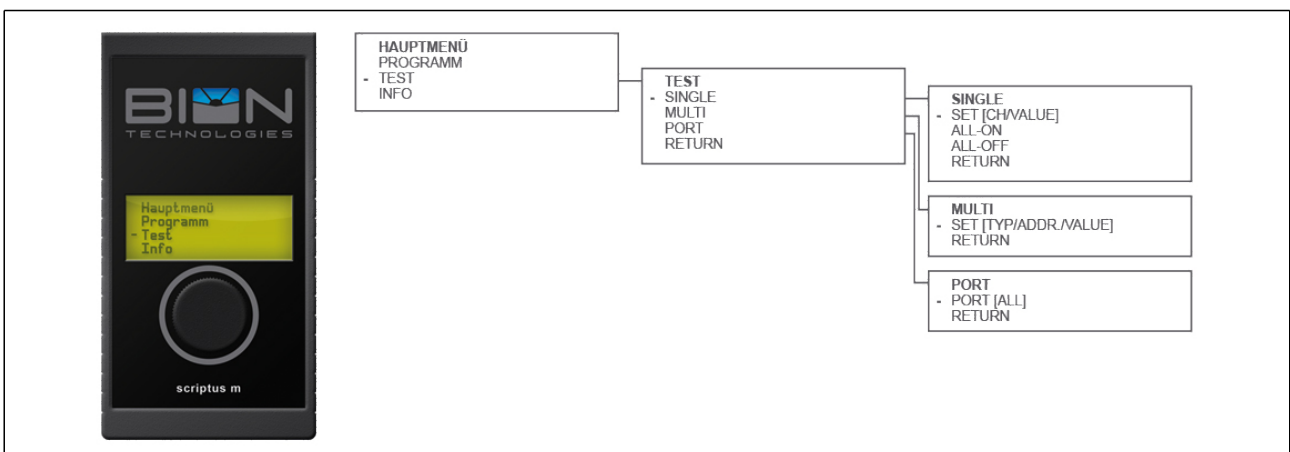 BION
TECHNOLOGIES
Hauptmenü
Programm
- Test
Info
scriptus m
HAUPTMENÜ
PROGRAMM
- TEST
INFO
TEST
- SINGLE
MULTI
PORT
RETURN
SINGLE
- SET [CH/VALUE]
ALL-ON
ALL-OFF
RETURN
MULTI
- SET [TYP/ADDR./VALUE]
RETURN
PORT
- PORT [ALL]
RETURN